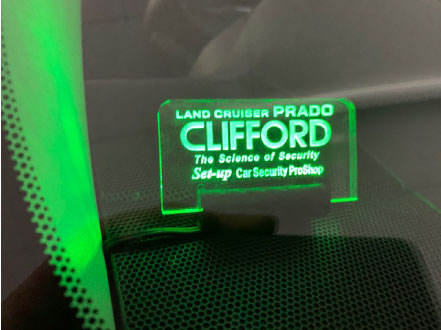 LAND CRUISER PRADO
CLIFFORD
The Science of Security
Set-up Car Security ProShop